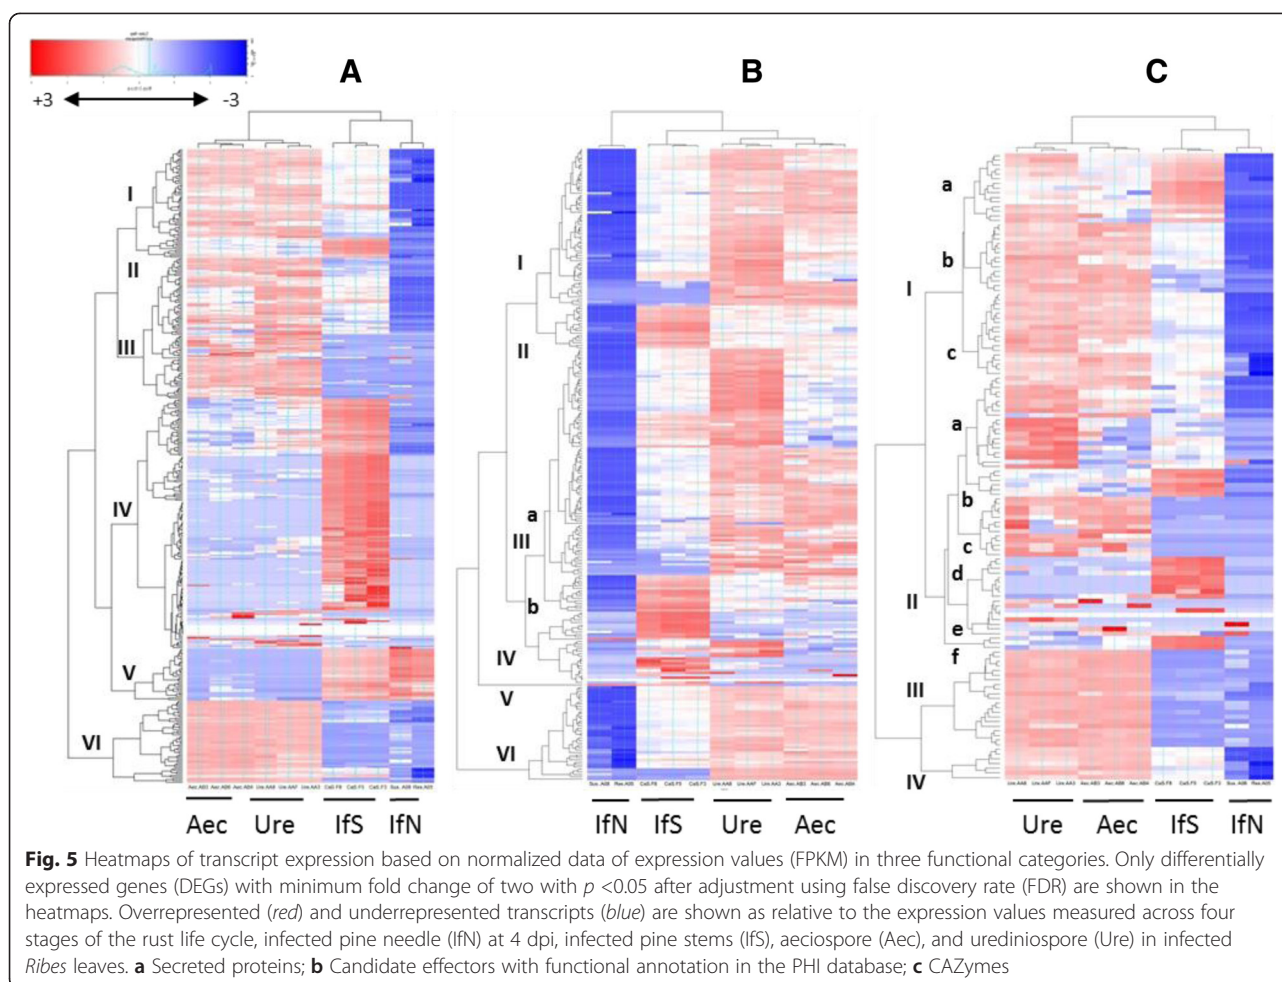 A
B
C
+3
-3
I
II
III
IV
V
VI
I
II
a
III
b
IV
V
VI
a
b
I
c
a
b
c
d
II
e
f
III
IV
Aec
Ure
IfS
IfN
IfN
IfS
Ure
Aec
Ure
Aec
IfS
IfN
Fig. 5 Heatmaps of transcript expression based on normalized data of expression values (FPKM) in three functional categories. Only differentially
expressed genes (DEGs) with minimum fold change of two with p <0.05 after adjustment using false discovery rate (FDR) are shown in the
heatmaps. Overrepresented (red) and underrepresented transcripts (blue) are shown as relative to the expression values measured across four
stages of the rust life cycle, infected pine needle (IfN) at 4 dpi, infected pine stems (IfS), aeciospore (Aec), and urediniospore (Ure) in infected
Ribes leaves. a Secreted proteins; b Candidate effectors with functional annotation in the PHI database; c CAZymes